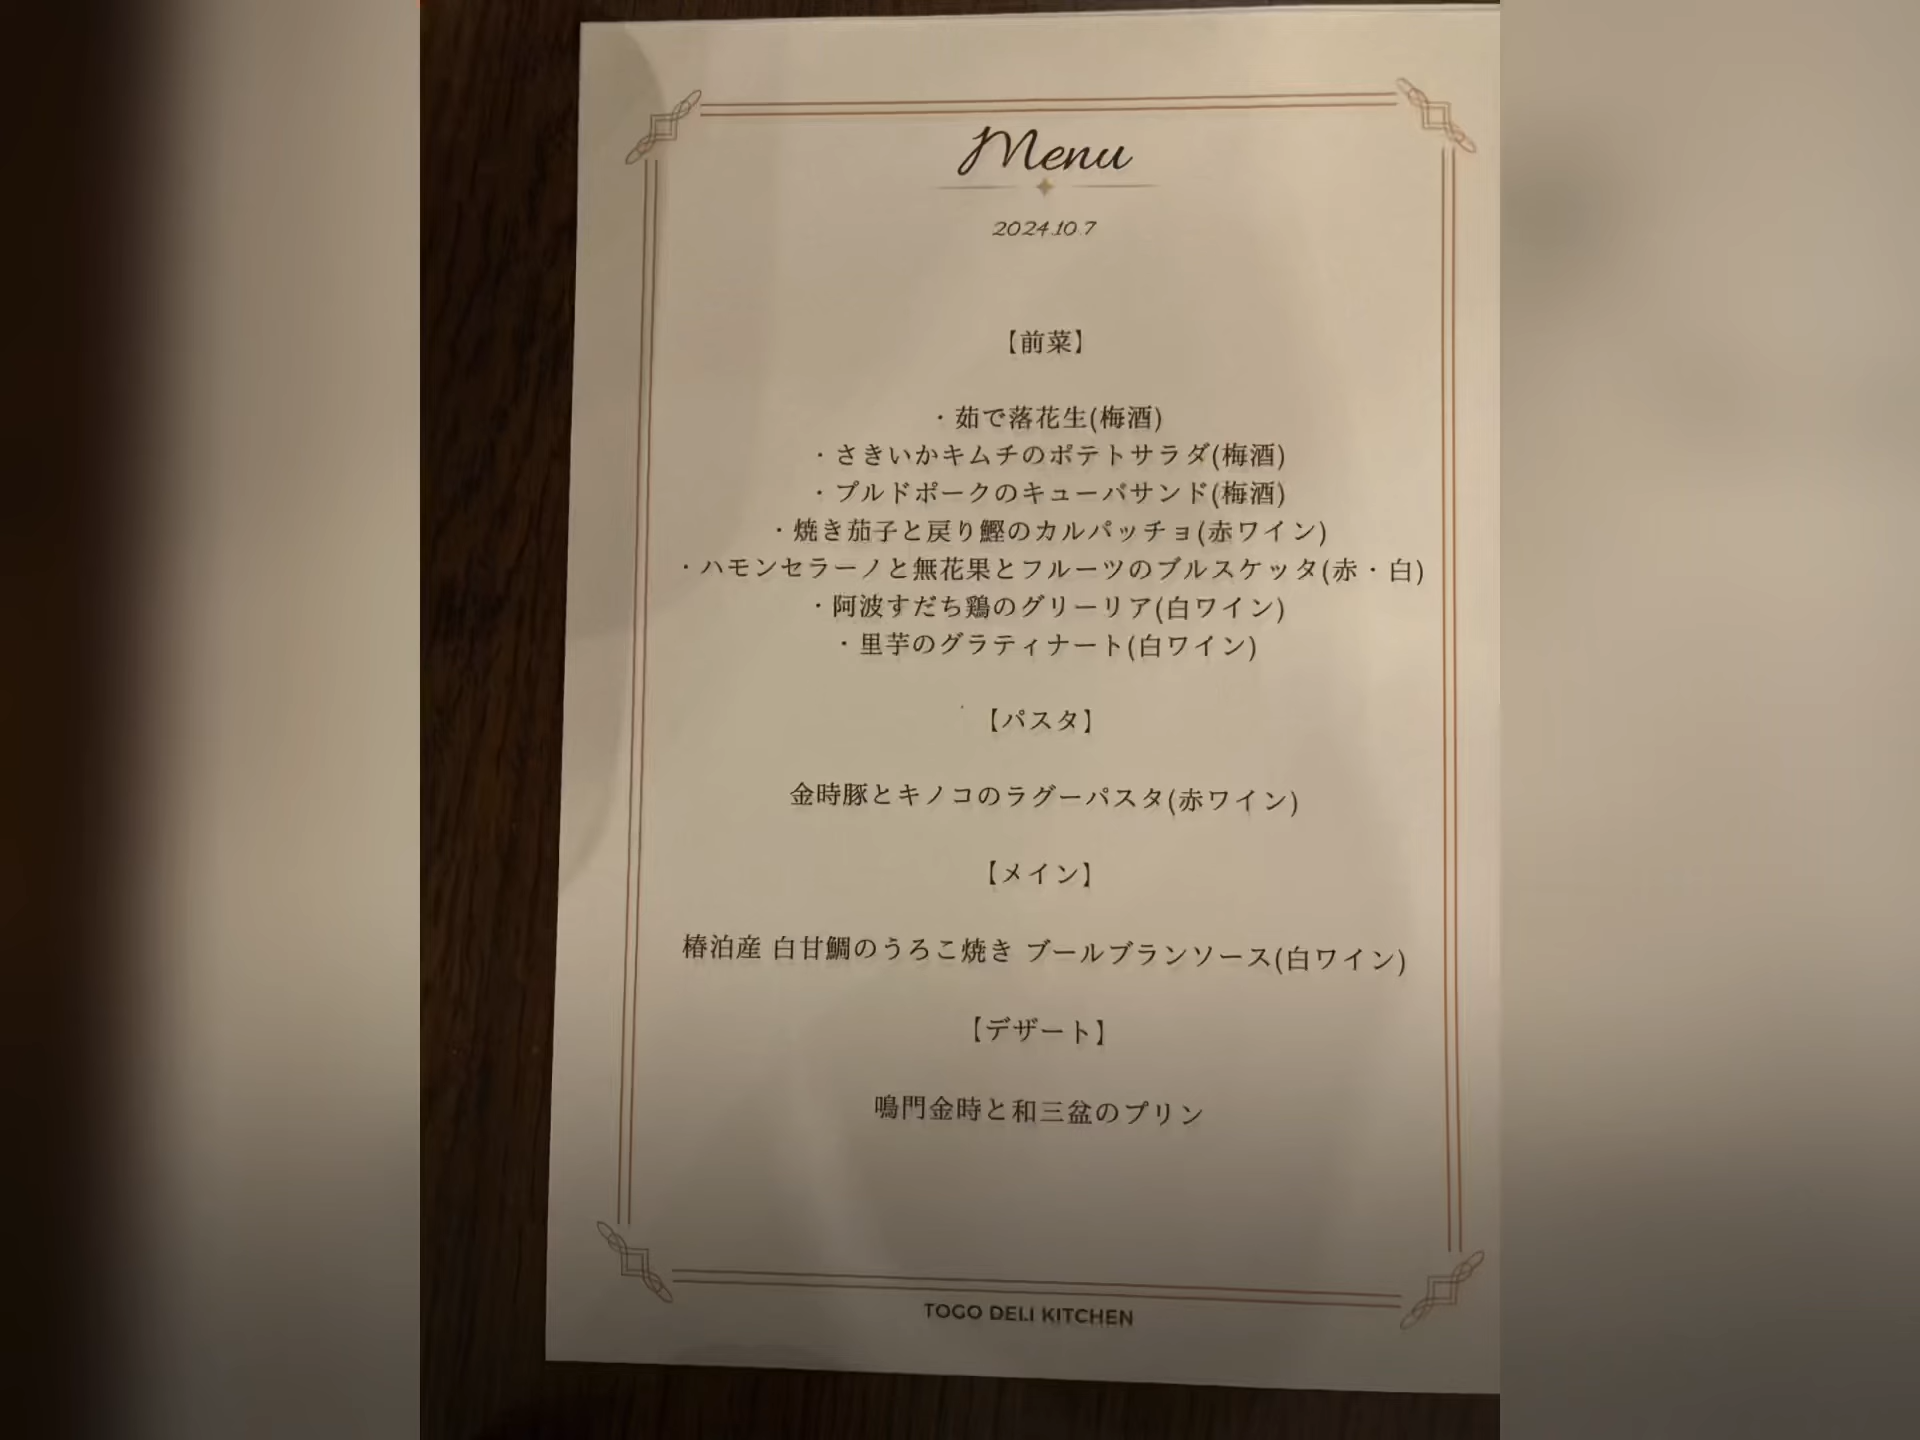 Menu
2024.10.7
【前菜】
・茹で落花生(梅酒)
・さきいかキムチのポテトサラダ(梅酒)
・プルドポークのキューバサンド(梅酒)
・焼き茄子と戻り鰹のカルパッチョ(赤ワイン)
・ハモンセラーノと無花果とフルーツのブルスケッタ(赤・白)
・阿波すだち鶏のグリーリア(白ワイン)
・里芋のグラティナート(白ワイン)
【パスタ】
金時豚とキノコのラグーパスタ(赤ワイン)
【メイン】
椿泊産 白甘鯛のうろこ焼き ブールブランソース(白ワイン)
【デザート】
鳴門金時と和三盆のプリン
TOGO DELI KITCHEN